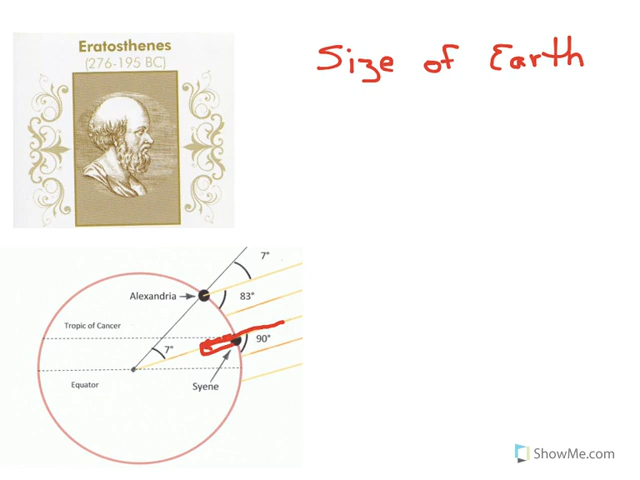 Eratosthenes
(276-195 BC)
Size of Earth
7°
Alexandria
83°
Tropic of Cancer
7°
90°
Equator
Syene
ShowMe.com